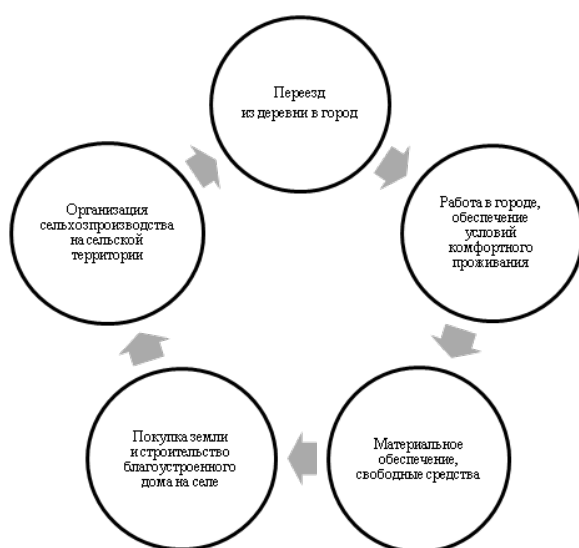 Переезд
из деревни в город
Работа в городе,
обеспечение
условий
комфортного
проживания
Материальное
обеспечение,
свободные средства
Покупка земли
и строительство
благоустроенного
дома на селе
Организация
сельхозпроизводства
на сельской
территории